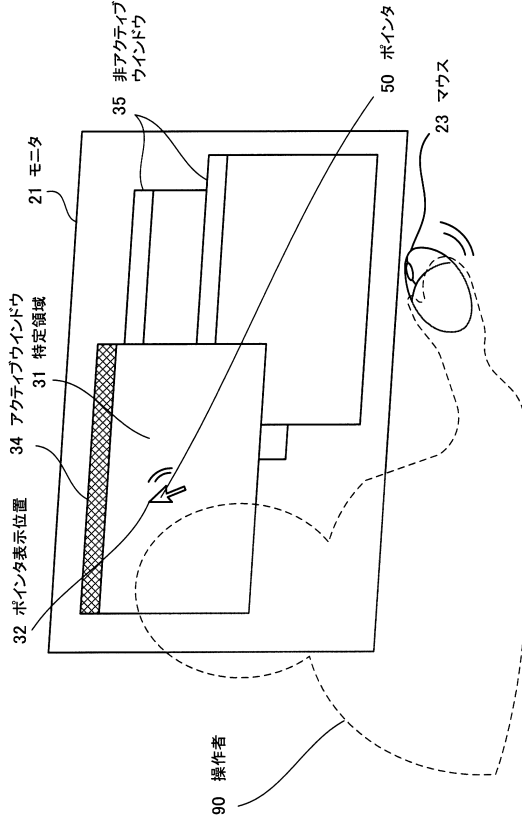 21 モニタ
34 アクティブウインドウ
31 特定領域
32 ポインタ表示位置
35 非アクティブ
ウインドウ
50 ポインタ
23 マウス
90 操作者